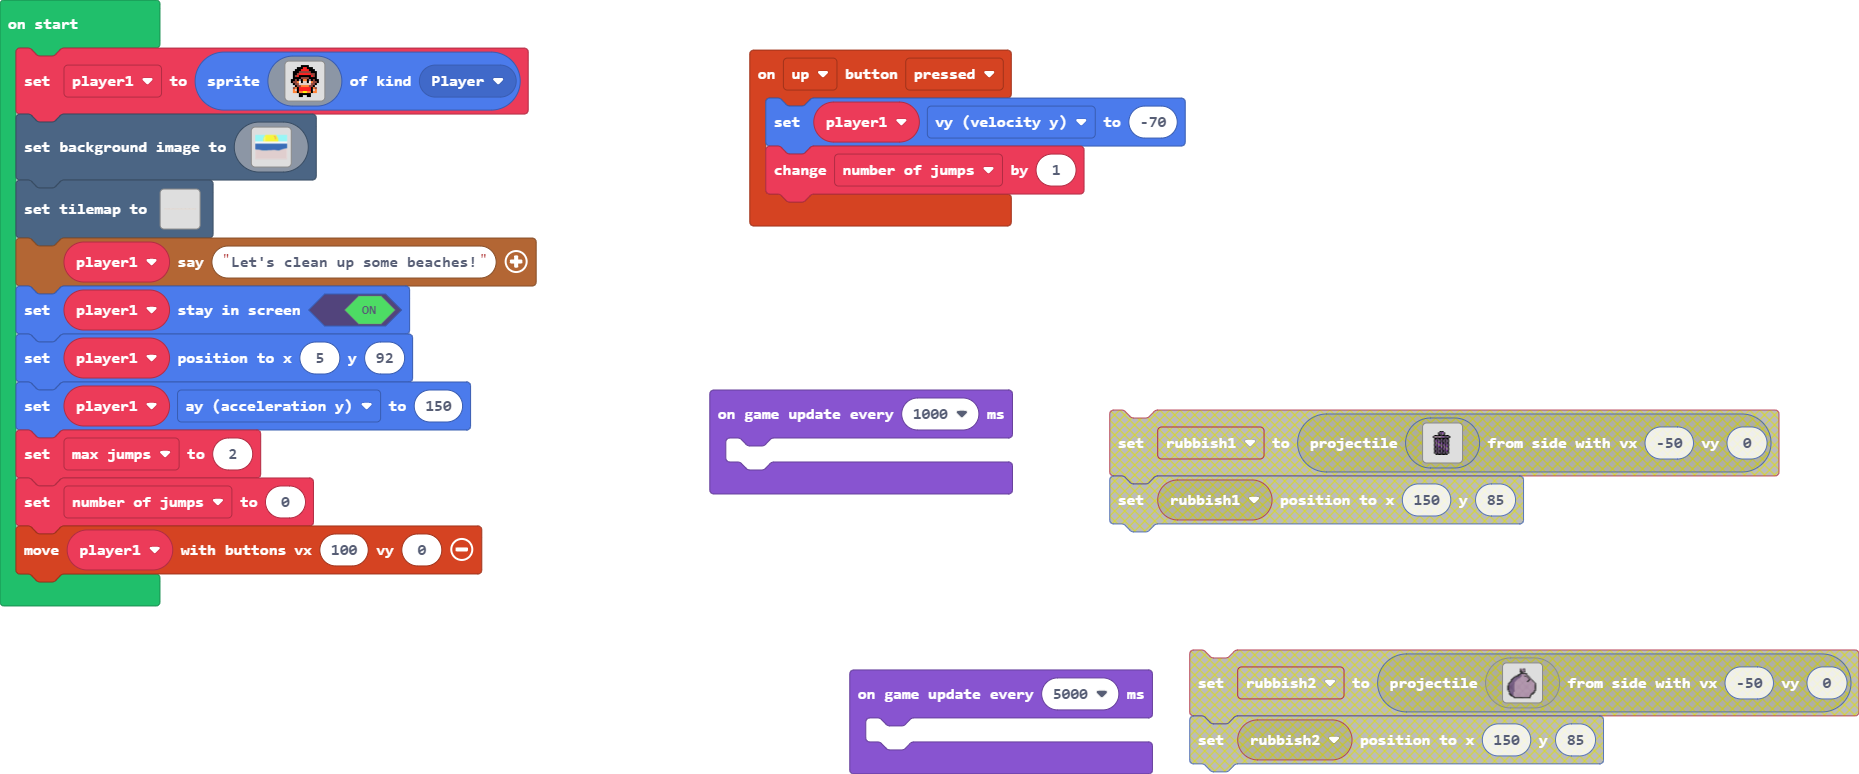 on start
set player1 to sprite of kind Player
set background image to
set tilemap to
player1 say "Let's clean up some beaches!"
set player1 stay in screen ON
set player1 position to x 5 y 92
set player1 ay (acceleration y) to 150
set max jumps to 2
set number of jumps to 0
move player1 with buttons vx 100 vy 0
on up button pressed
set player1 vy (velocity y) to -70
change number of jumps by 1
on game update every 1000 ms
set rubbish1 to projectile from side with vx -50 vy 0
set rubbish1 position to x 150 y 85
on game update every 5000 ms
set rubbish2 to projectile from side with vx -50 vy 0
set rubbish2 position to x 150 y 85